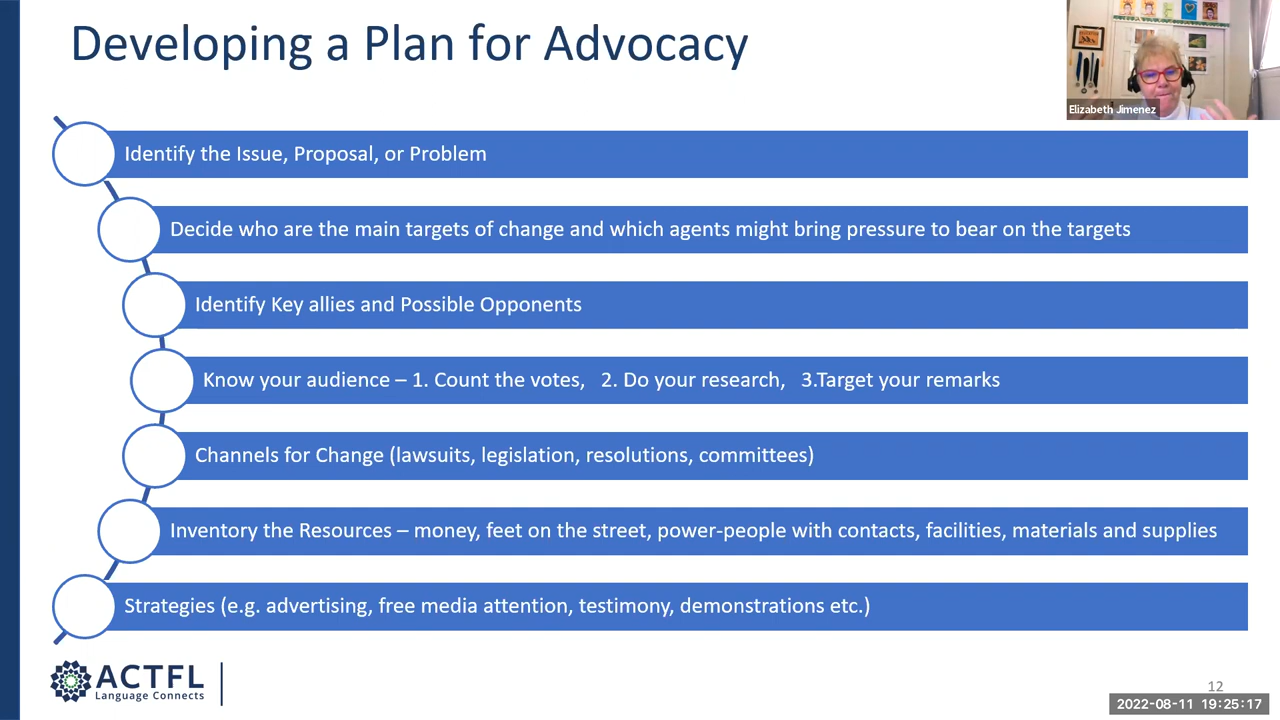 Developing a Plan for Advocacy
Elizabeth Jimenez
Identify the Issue, Proposal, or Problem
Decide who are the main targets of change and which agents might bring pressure to bear on the targets
Identify Key allies and Possible Opponents
Know your audience – 1. Count the votes,   2. Do your research,   3.Target your remarks
Channels for Change (lawsuits, legislation, resolutions, committees)
Inventory the Resources – money, feet on the street, power-people with contacts, facilities, materials and supplies
Strategies (e.g. advertising, free media attention, testimony, demonstrations etc.)
ACTFL
Language Connects
12
2022-08-11 19:25:17